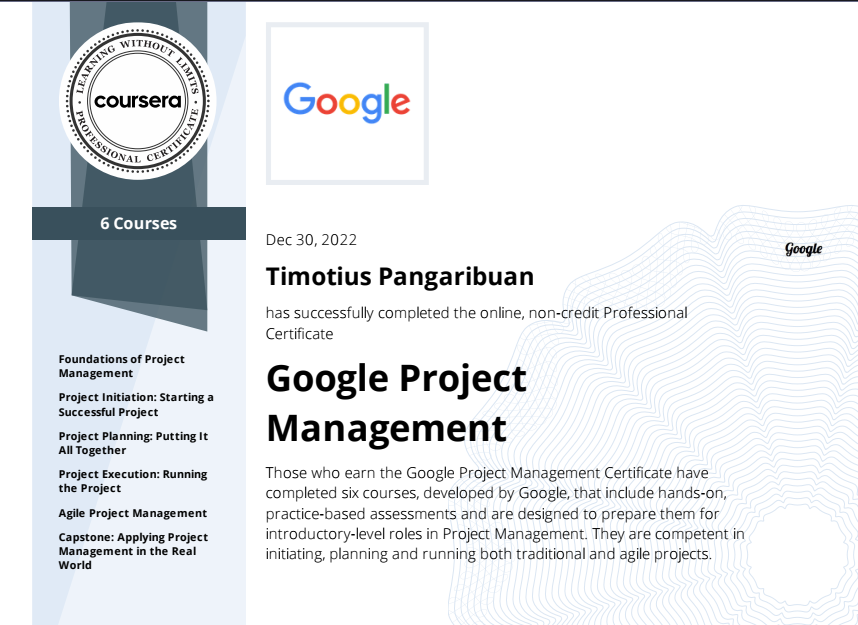 LEARNING WITHOUT LIMITS
coursera
PROFESSIONAL CERTIFICATE
6 Courses
Foundations of Project
Management
Project Initiation: Starting a
Successful Project
Project Planning: Putting It
All Together
Project Execution: Running
the Project
Agile Project Management
Capstone: Applying Project
Management in the Real
World
Google
Dec 30, 2022
Timotius Pangaribuan
has successfully completed the online, non-credit Professional
Certificate
Google Project
Management
Those who earn the Google Project Management Certificate have
completed six courses, developed by Google, that include hands-on,
practice-based assessments and are designed to prepare them for
introductory-level roles in Project Management. They are competent in
initiating, planning and running both traditional and agile projects.
Google